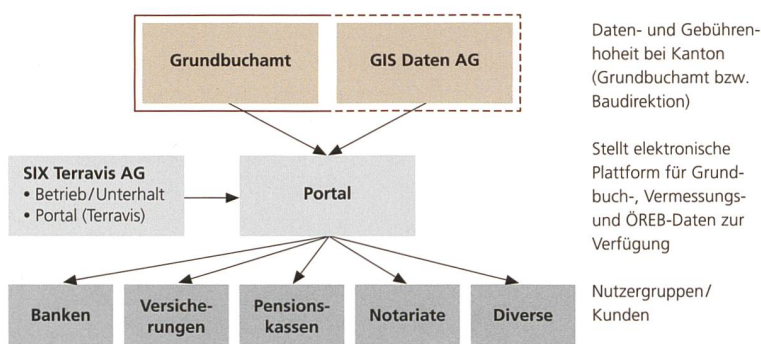 Grundbuchamt
GIS Daten AG
Daten- und Gebühren-
hoheit bei Kanton
(Grundbuchamt bzw.
Baudirektion)
SIX Terravis AG
• Betrieb/Unterhalt
• Portal (Terravis)
Portal
Stellt elektronische
Plattform für Grund-
buch-, Vermessungs-
und ÖREB-Daten zur
Verfügung
Banken
Versiche-
rungen
Pensions-
kassen
Notariate
Diverse
Nutzergruppen/
Kunden